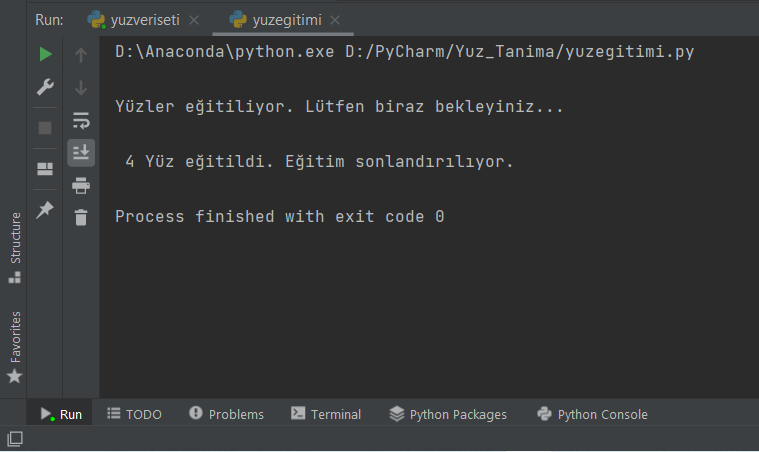 Run: yuzveriseti yuzegitimi
D:\Anaconda\python.exe D:/PyCharm/Yuz_Tanima/yuzegitimi.py
Yüzler eğitiliyor. Lütfen biraz bekleyiniz...
4 Yüz eğitildi. Eğitim sonlandırılıyor.
Process finished with exit code 0
Structure
Favorites
Run TODO Problems Terminal Python Packages Python Console